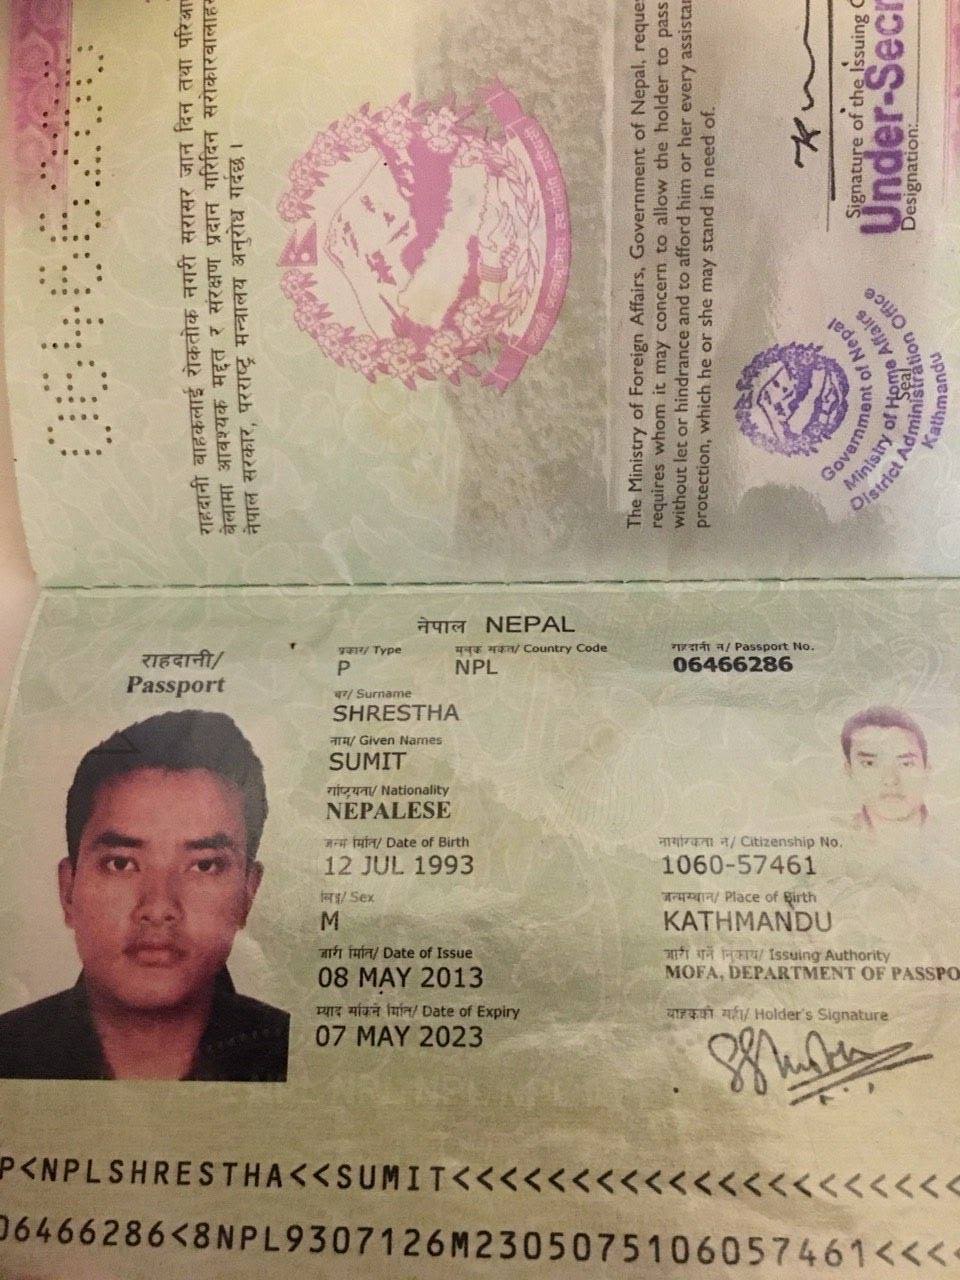 राहदानी वाहकलाई रोकतोक नगरी सरासर जान दिन तथा परिआ
बेलामा आवश्यक मद्दत र संरक्षण प्रदान गरिदिन सरोकारवालाहरू
नेपाल सरकार, परराष्ट्र मन्त्रालय अनुरोध गर्दछ ।
The Ministry of Foreign Affairs, Government of Nepal, reque
requires whom it may concern to allow the holder to pass
without let or hindrance and to afford him or her every assista
protection, which he or she may stand in need of.
Signature of the Issuing O
Under-Secr
Designation:
Seal
Government of Nepal
Ministry of Home Affairs
District Administration Office
Kathmandu
नेपाल NEPAL
राहदानी/
Passport
प्रकार/ Type
P
Country Code
NPL
राहदानी नं/ Passport No.
06466286
थर/ Surname
SHRESTHA
नाम/ Given Names
SUMIT
राष्ट्रियता/ Nationality
NEPALESE
जन्म मिति/ Date of Birth
12 JUL 1993
नागरिकता नं/ Citizenship No.
1060-57461
लिङ्ग/ Sex
M
जन्मस्थान/ Place of Birth
KATHMANDU
जारी मिति/ Date of Issue
08 MAY 2013
जारी गर्ने निकाय/ Issuing Authority
MOFA, DEPARTMENT OF PASSPO
Date of Expiry
07 MAY 2023
वाहकको सही/ Holder's Signature
P<NPLSHRESTHA<<SUMIT<<<<<<<<<<<<<<<<<<<<<
06466286<8NPL9307126M2305075106057461<<<<